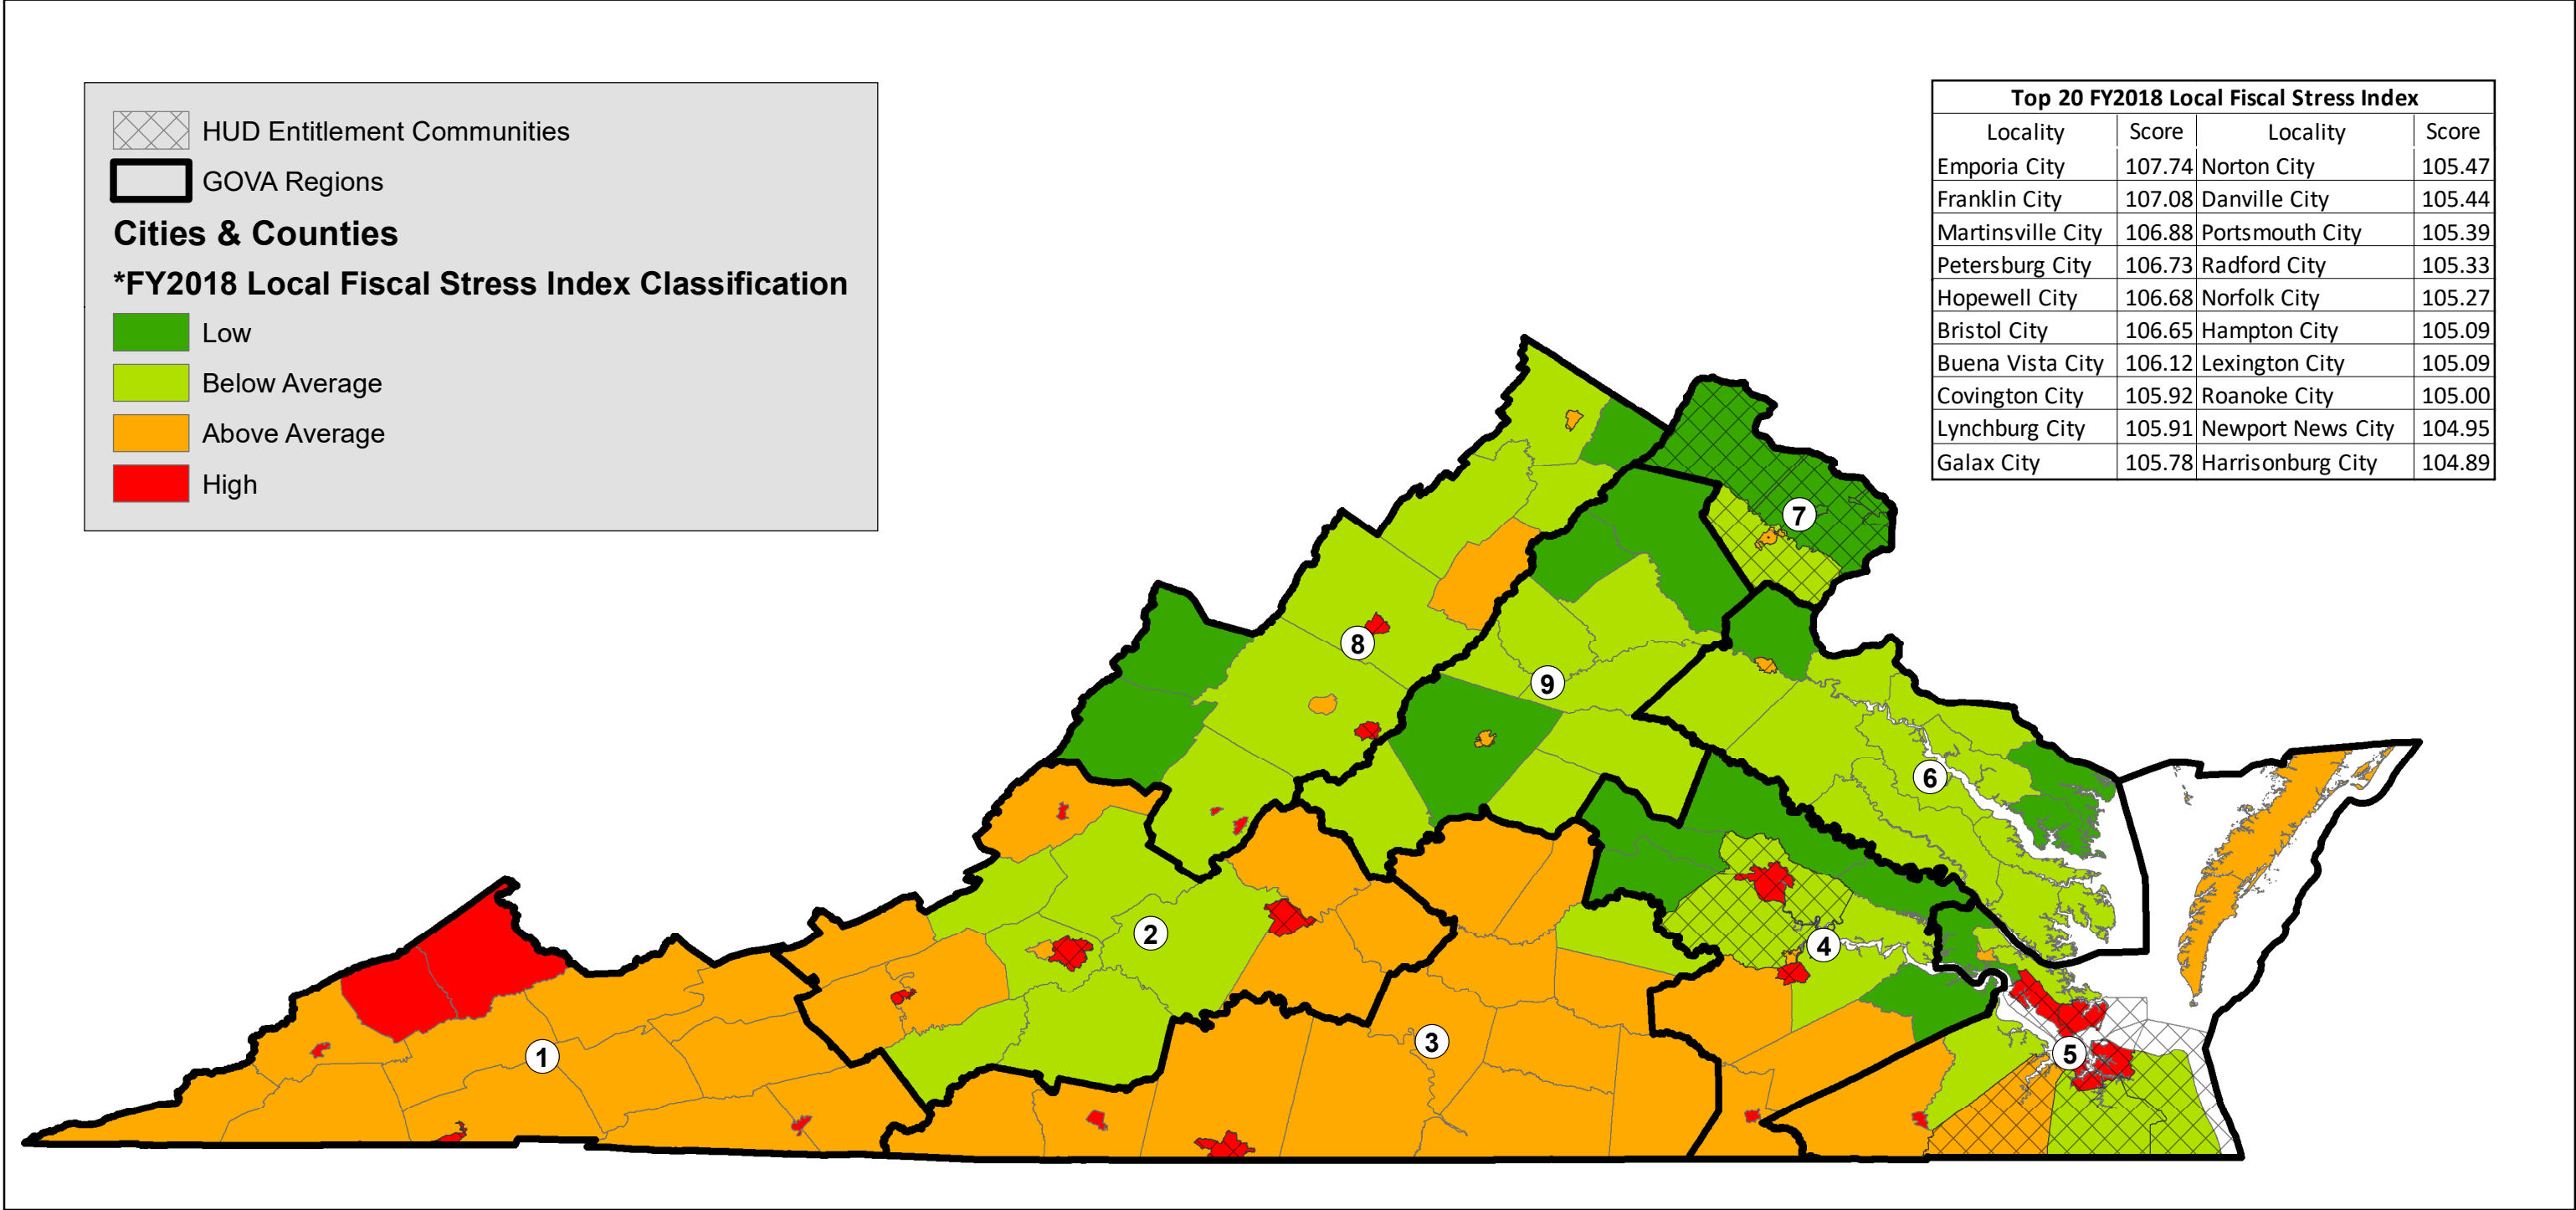 HUD Entitlement Communities
GOVA Regions
Cities & Counties
*FY2018 Local Fiscal Stress Index Classification
Low
Below Average
Above Average
High
Top 20 FY2018 Local Fiscal Stress Index
Locality Score Locality Score
Emporia City 107.74 Norton City 105.47
Franklin City 107.08 Danville City 105.44
Martinsville City 106.88 Portsmouth City 105.39
Petersburg City 106.73 Radford City 105.33
Hopewell City 106.68 Norfolk City 105.27
Bristol City 106.65 Hampton City 105.09
Buena Vista City 106.12 Lexington City 105.09
Covington City 105.92 Roanoke City 105.00
Lynchburg City 105.91 Newport News City 104.95
Galax City 105.78 Harrisonburg City 104.89
7
8
9
6
2
4
3
5
1